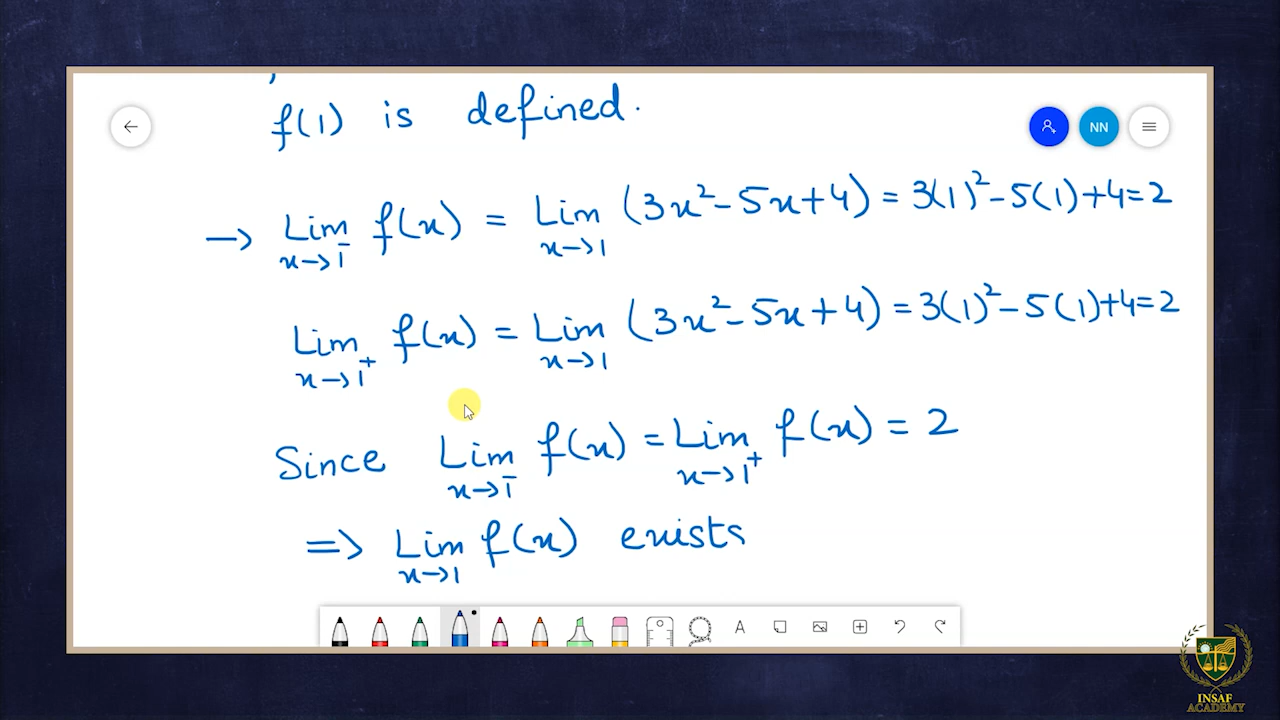 f(1) is defined.
→ Lim x→1⁻ f(x) = Lim x→1 (3x²-5x+4) = 3(1)²-5(1)+4=2
Lim x→1⁺ f(x) = Lim x→1 (3x²-5x+4) = 3(1)²-5(1)+4=2
Since Lim x→1⁻ f(x) = Lim x→1⁺ f(x) = 2
⇒ Lim x→1 f(x) exists
NN
A
INSAF
ACADEMY